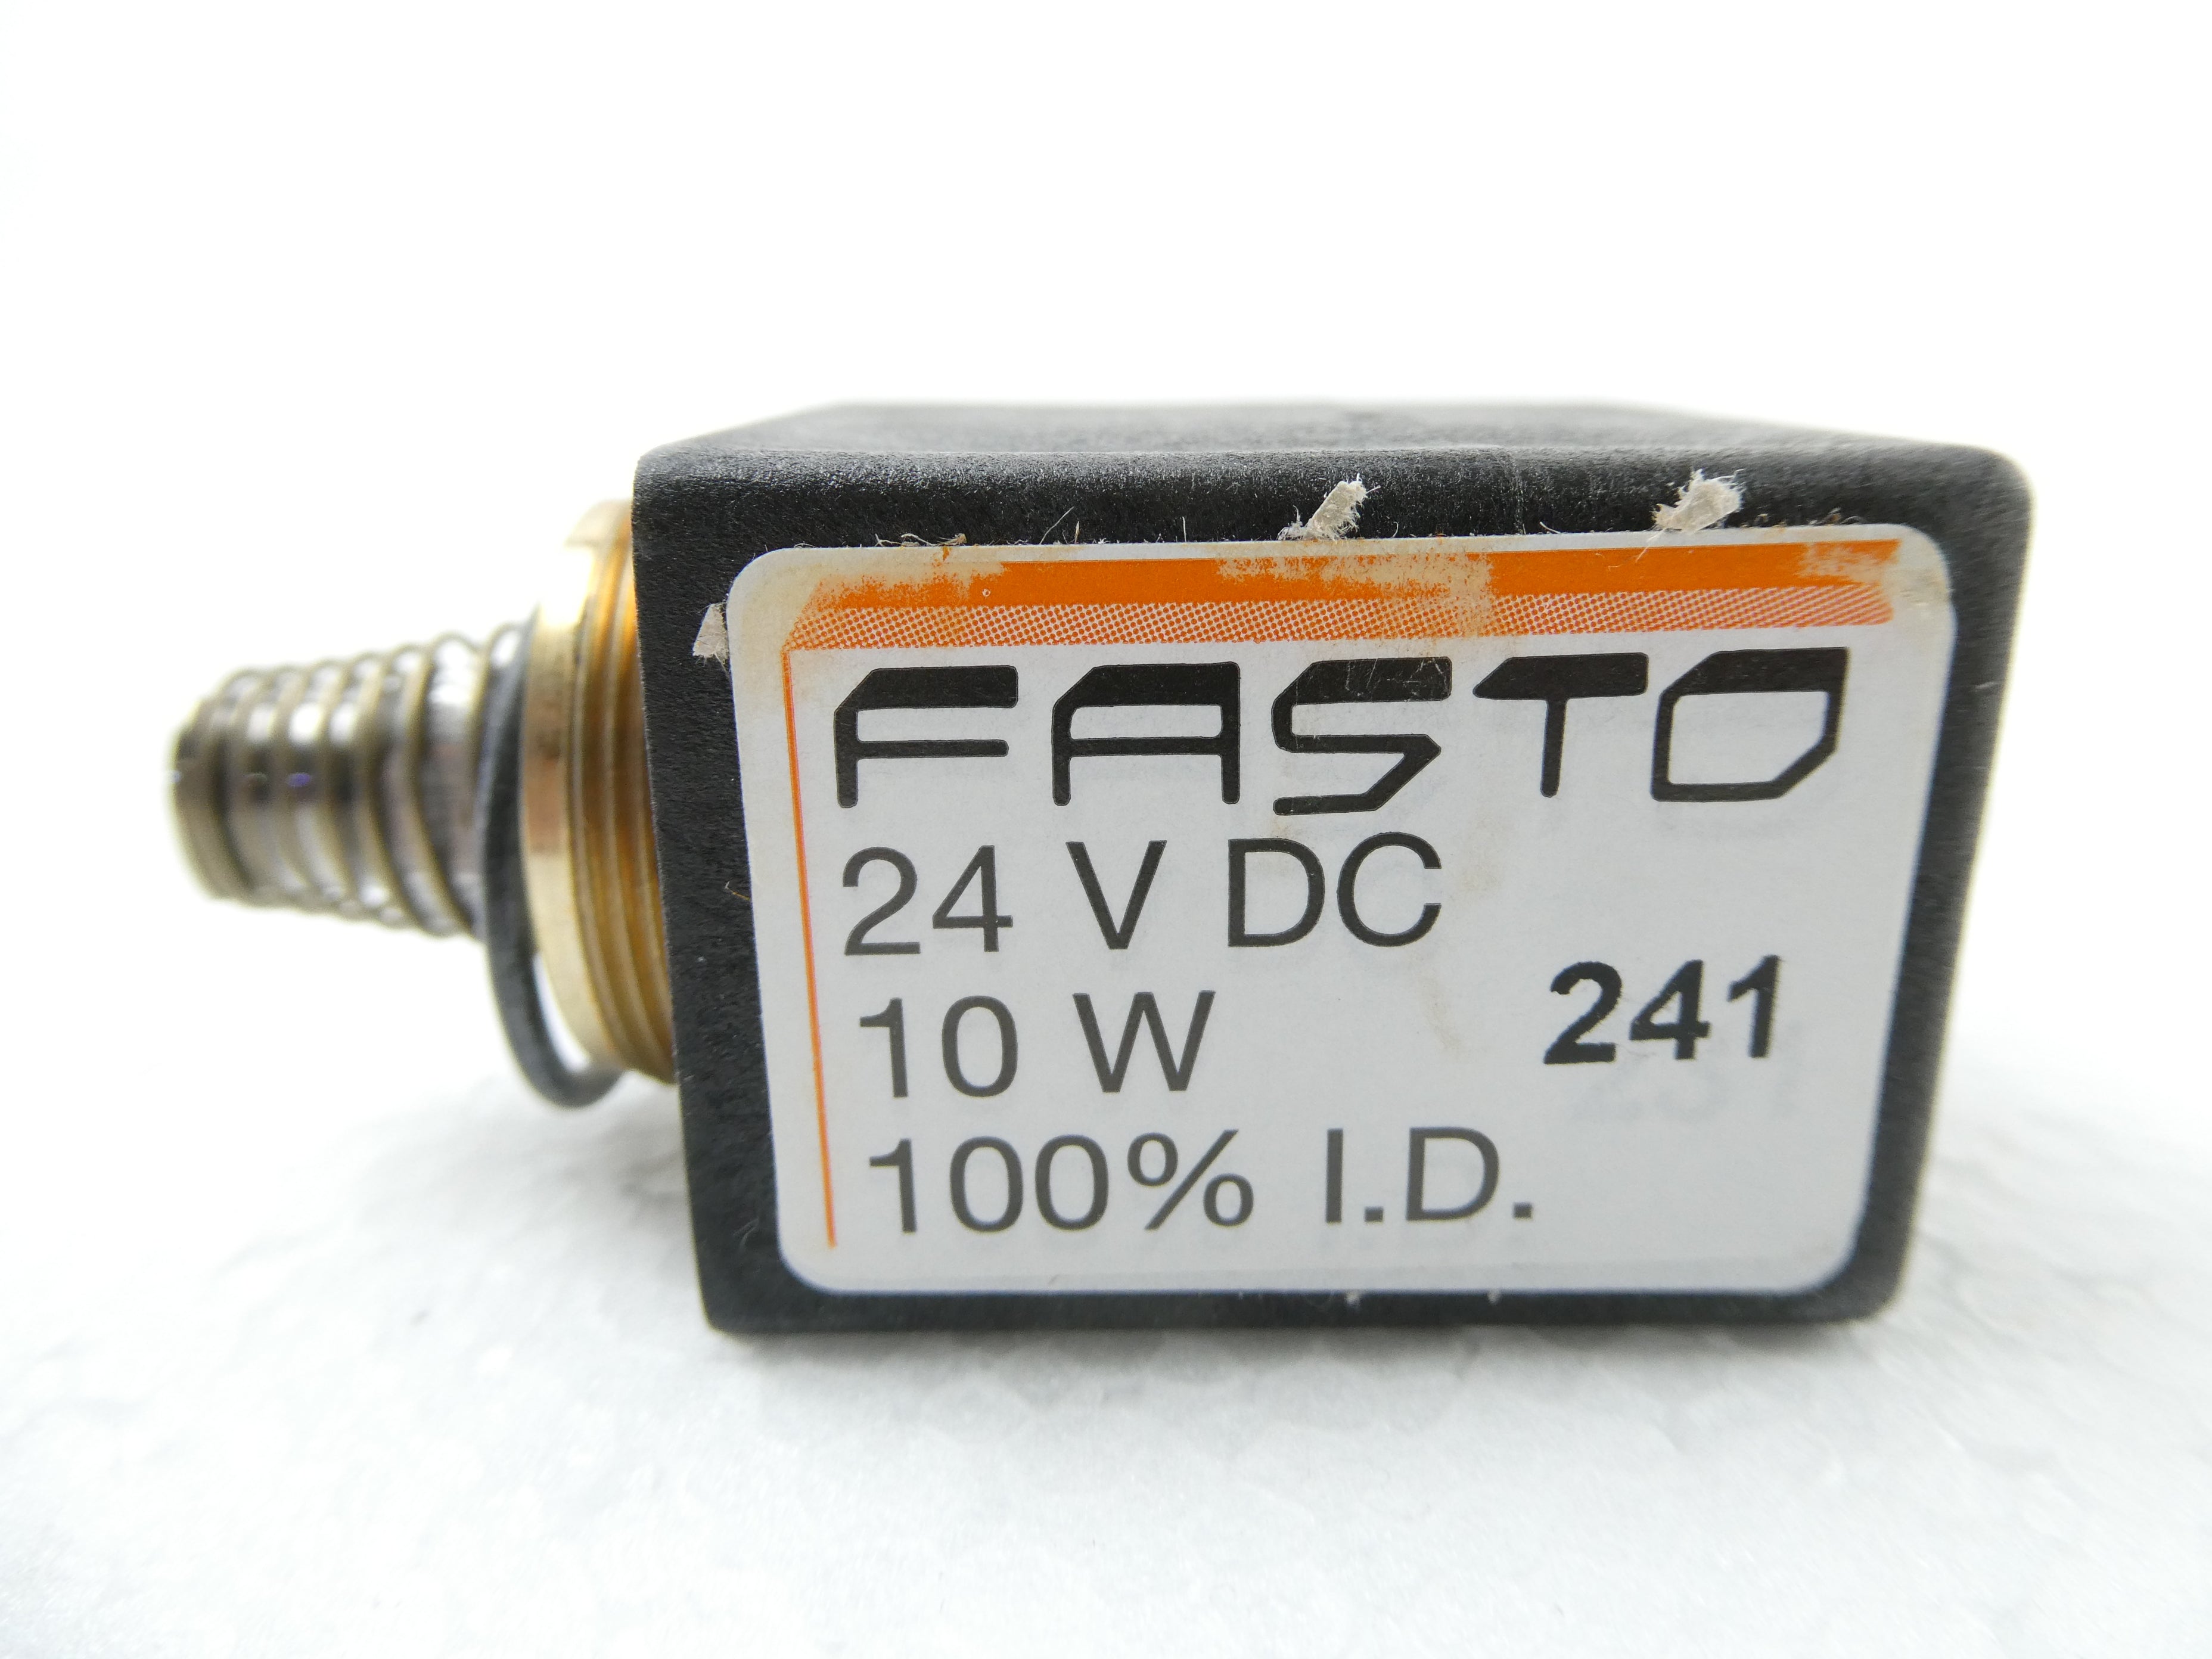 FASTO
24 V DC
10 W 241
100% I.D.